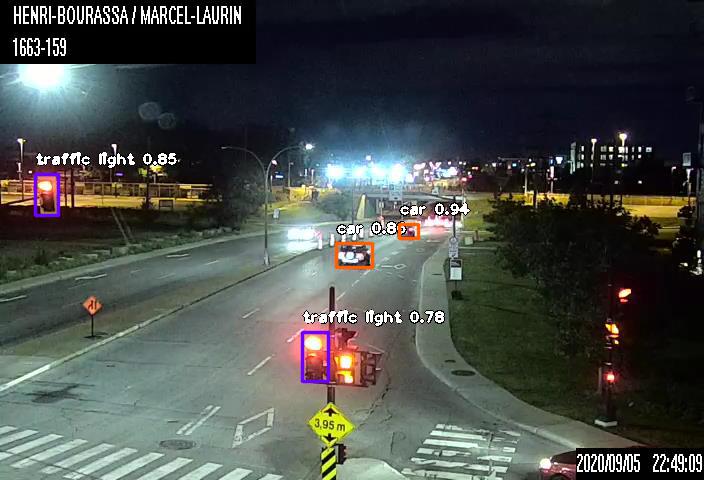 HENRI-BOURASSA / MARCEL-LAURIN
1663-159
traffic light 0.85
car 0.94
car 0.8
traffic light 0.78
3,95 m
2020/09/05 22:49:09